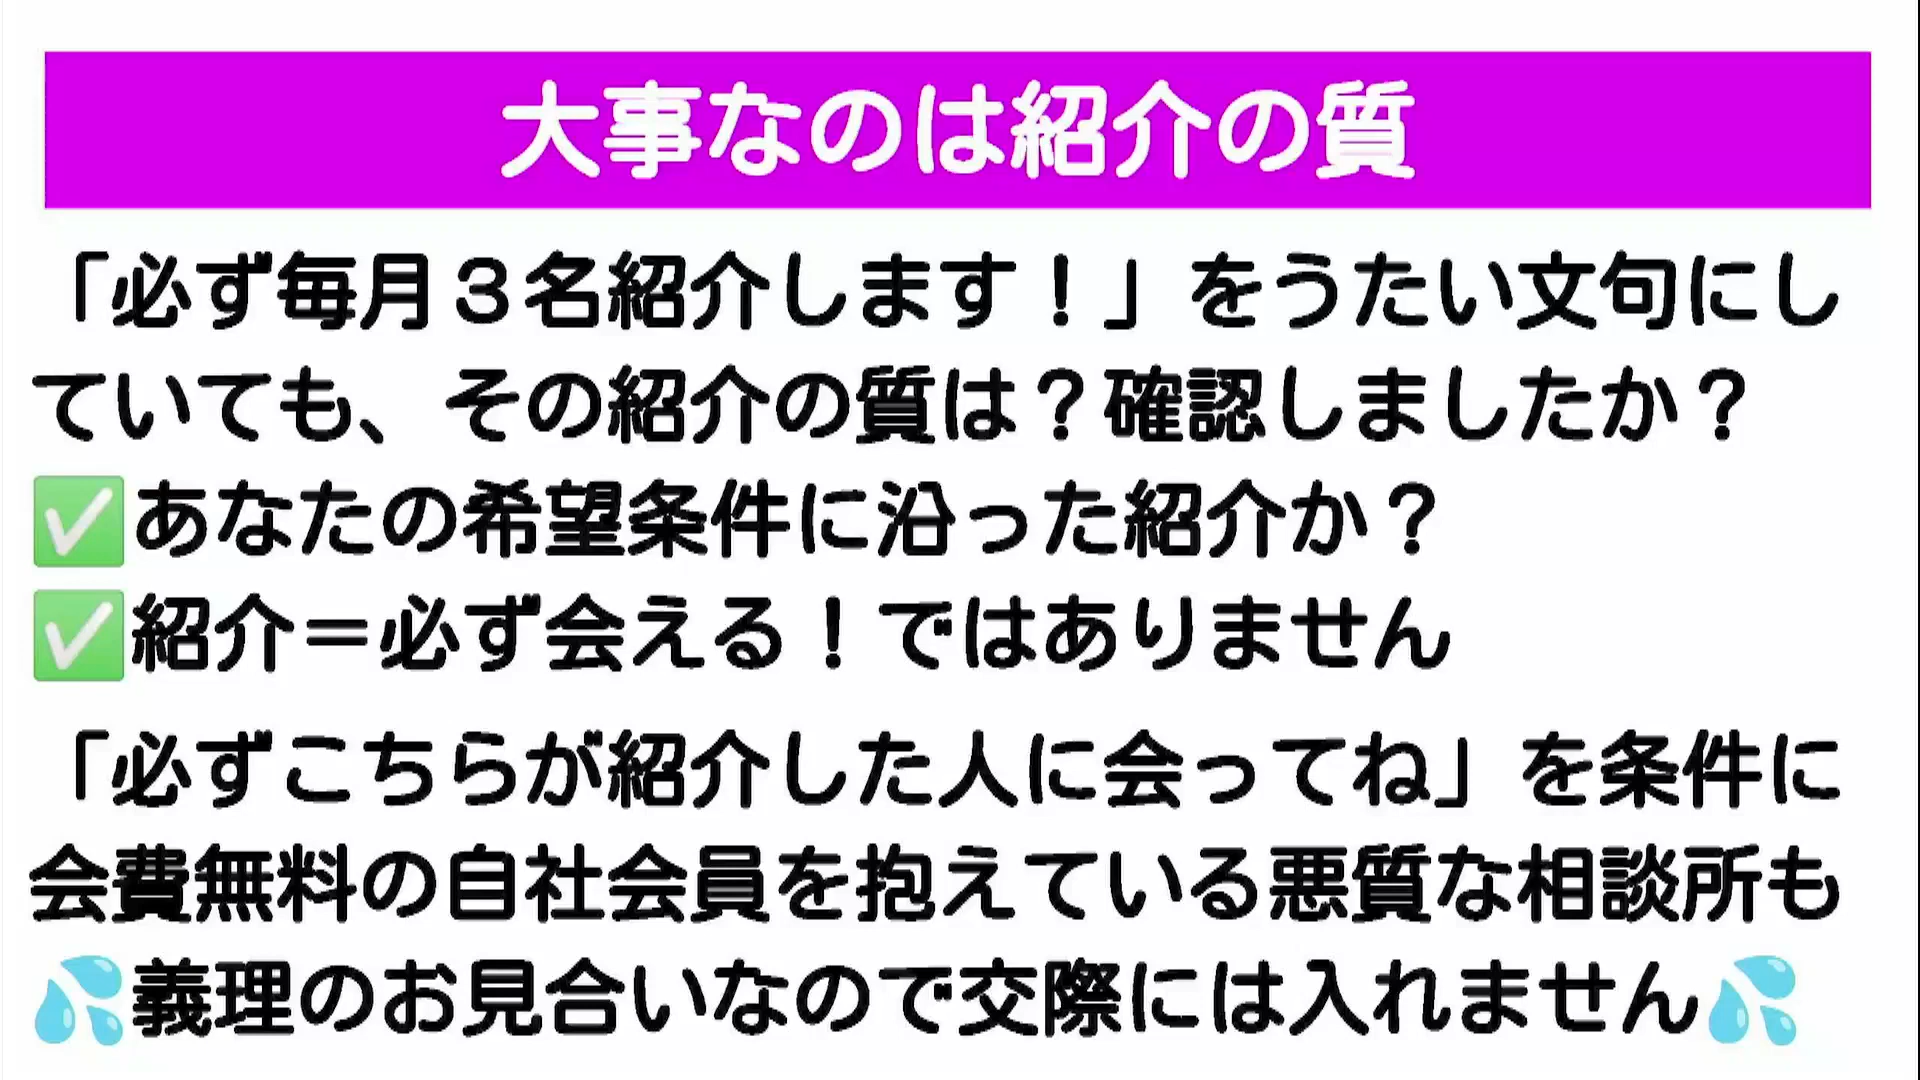 大事なのは紹介の質
「必ず毎月３名紹介します！」をうたい文句にし
ていても、その紹介の質は？確認しましたか？
✅あなたの希望条件に沿った紹介か？
✅紹介＝必ず会える！ではありません
「必ずこちらが紹介した人に会ってね」を条件に
会費無料の自社会員を抱えている悪質な相談所も
💦義理のお見合いなので交際には入れません💦